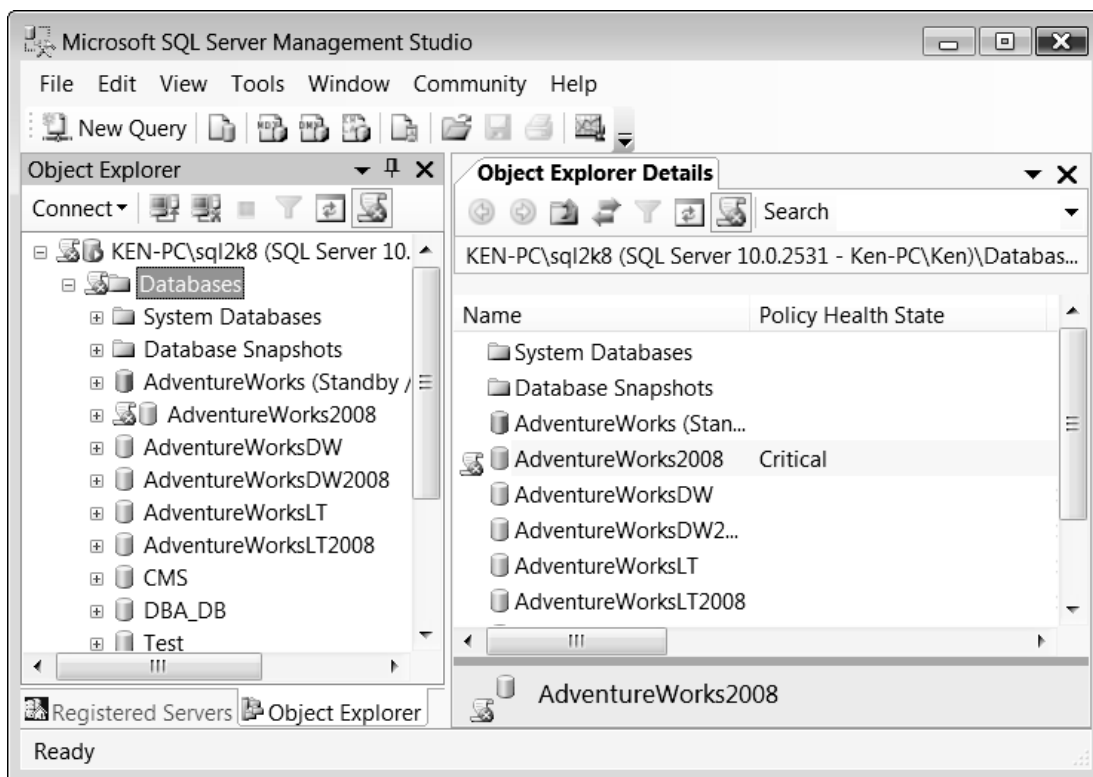 Microsoft SQL Server Management Studio
File Edit View Tools Window Community Help
New Query
Object Explorer
Connect
KEN-PC\sql2k8 (SQL Server 10.
Databases
System Databases
Database Snapshots
AdventureWorks (Standby /
AdventureWorks2008
AdventureWorksDW
AdventureWorksDW2008
AdventureWorksLT
AdventureWorksLT2008
CMS
DBA_DB
Test
Registered Servers Object Explorer
Object Explorer Details
Search
KEN-PC\sql2k8 (SQL Server 10.0.2531 - Ken-PC\Ken)\Databas...
Name Policy Health State
System Databases
Database Snapshots
AdventureWorks (Stan...
AdventureWorks2008 Critical
AdventureWorksDW
AdventureWorksDW2...
AdventureWorksLT
AdventureWorksLT2008
AdventureWorks2008
Ready